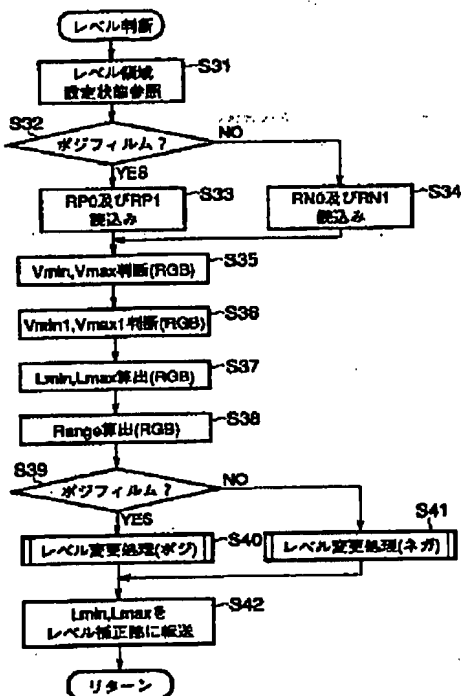 レベル判断
レベル領域
設定状態参照
S31
S32
ポジフィルム?
NO
YES
RP0及びRP1
読込み
S33
RN0及びRN1
読込み
S34
Vmin,Vmax判断(RGB)
S35
Vmin1,Vmax1判断(RGB)
S36
Lmin,Lmax算出(RGB)
S37
Range算出(RGB)
S38
S39
ポジフィルム?
NO
YES
レベル変更処理(ポジ)
S40
レベル変更処理(ネガ)
S41
Lmin,Lmaxを
レベル補正部に転送
S42
リターン